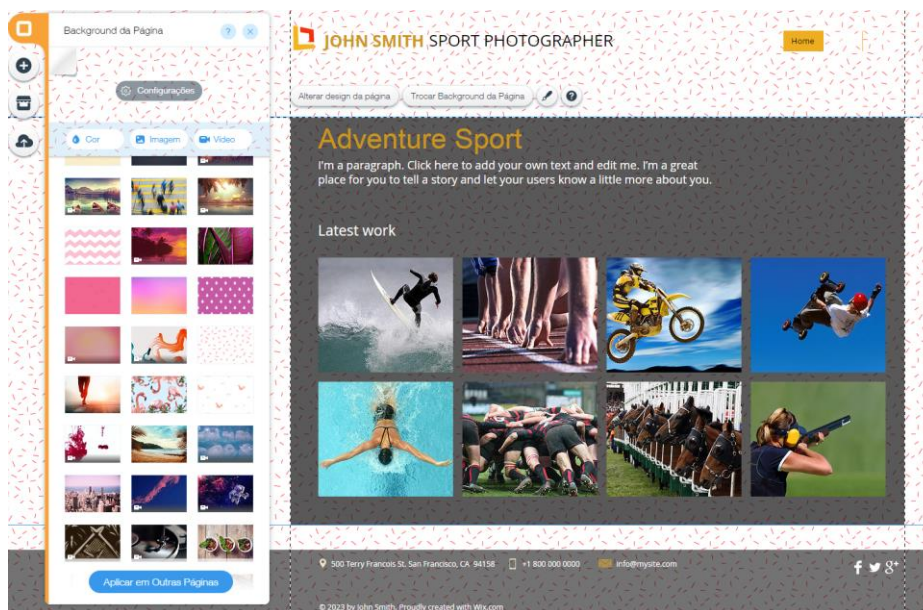 Background da Página
?
Configurações
Cor
Imagem
Vídeo
Aplicar em Outras Páginas
JOHN SMITH SPORT PHOTOGRAPHER
Home
Alterar design da página
Trocar Background da Página
?
Adventure Sport
I'm a paragraph. Click here to add your own text and edit me. I'm a great
place for you to tell a story and let your users know a little more about you.
Latest work
500 Terry Francois St. San Francisco, CA 94158
+1 800 000 0000
info@mysite.com
© 2023 by John Smith. Proudly created with Wix.com